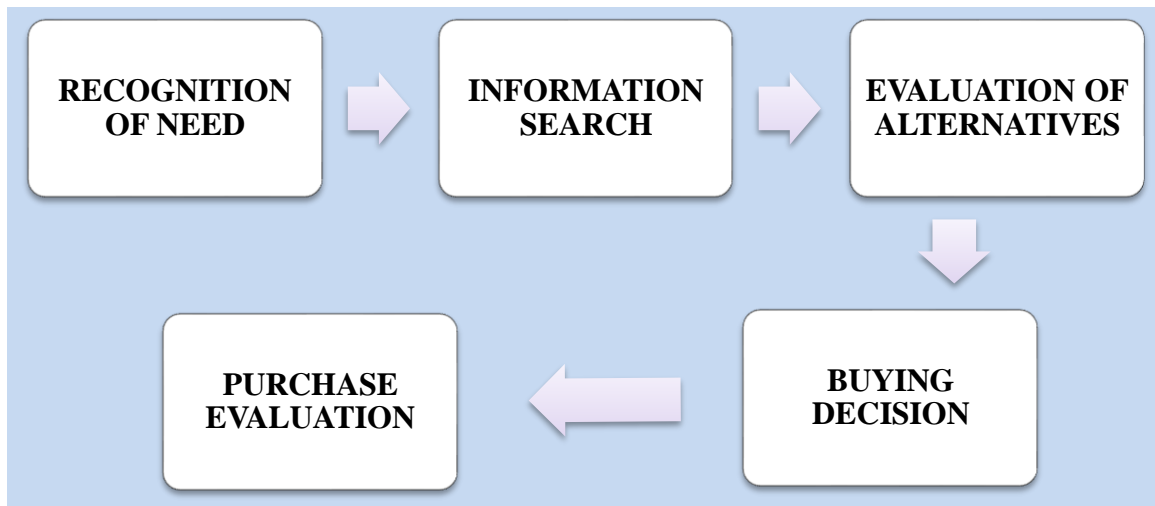 RECOGNITION
OF NEED
INFORMATION
SEARCH
EVALUATION OF
ALTERNATIVES
BUYING
DECISION
PURCHASE
EVALUATION